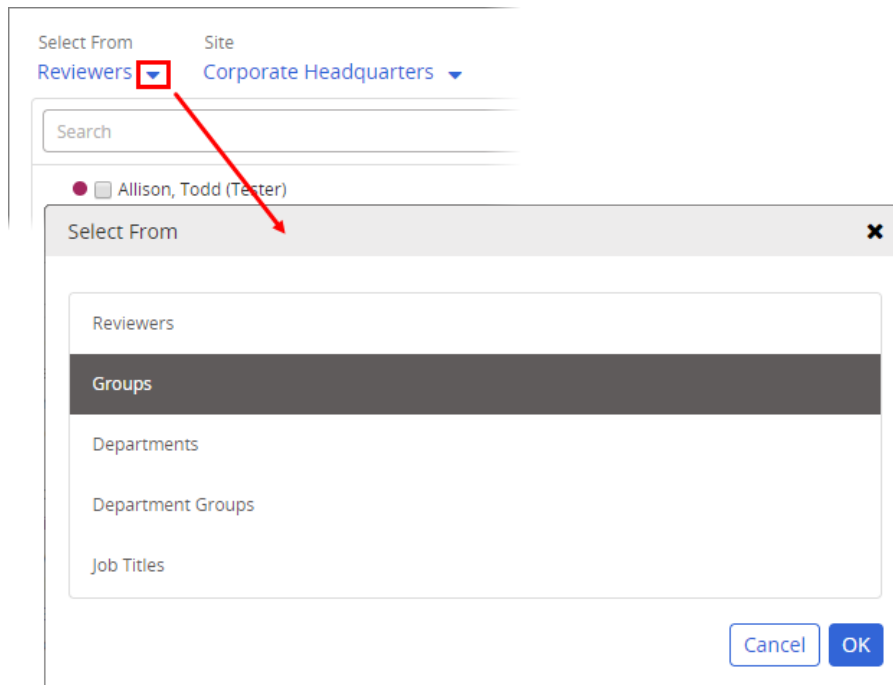 Select From Site
Reviewers Corporate Headquarters
Search
Allison, Todd (Tester)
Select From
Reviewers
Groups
Departments
Department Groups
Job Titles
Cancel OK